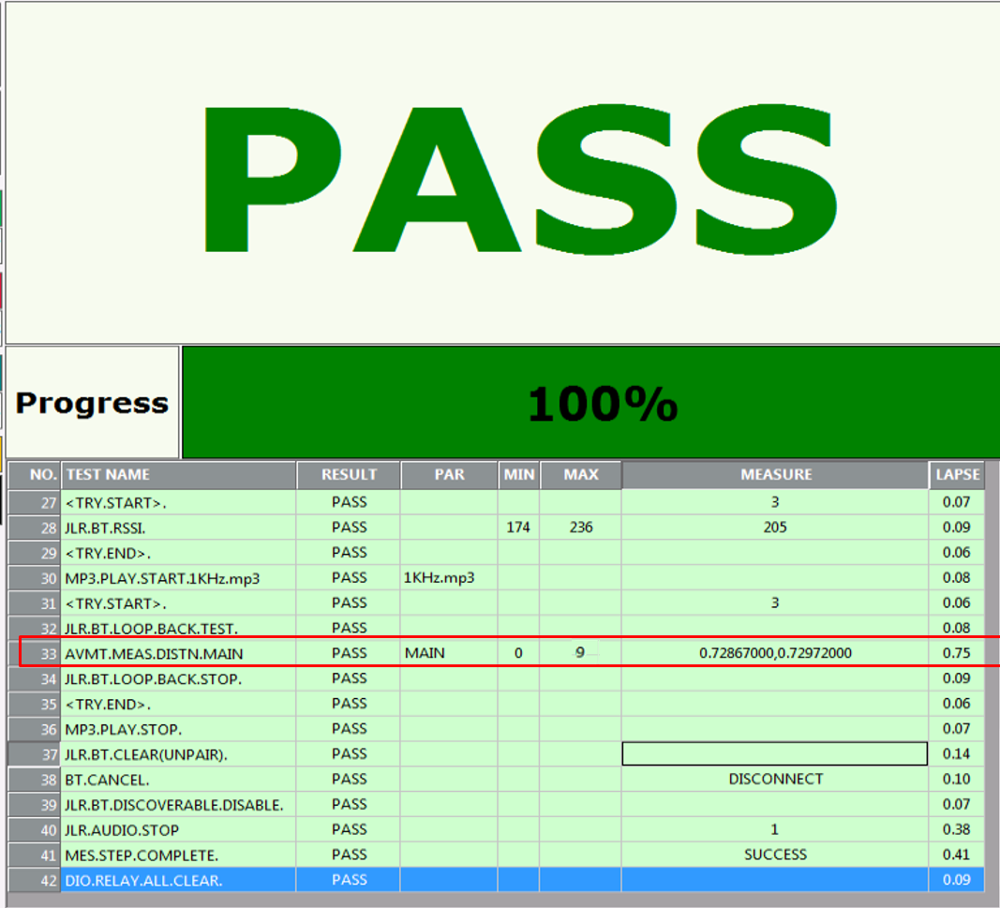 PASS
Progress 100%
NO. TEST NAME RESULT PAR MIN MAX MEASURE LAPSE
27 <TRY.START>. PASS 3 0.07
28 JLR.BT.RSSI. PASS 174 236 205 0.09
29 <TRY.END>. PASS 0.06
30 MP3.PLAY.START.1KHz.mp3 PASS 1KHz.mp3 0.08
31 <TRY.START>. PASS 3 0.06
32 JLR.BT.LOOP.BACK.TEST. PASS 0.08
33 AVMT.MEAS.DISTN.MAIN PASS MAIN 0 9 0.72867000,0.72972000 0.75
34 JLR.BT.LOOP.BACK.STOP. PASS 0.09
35 <TRY.END>. PASS 0.06
36 MP3.PLAY.STOP. PASS 0.07
37 JLR.BT.CLEAR(UNPAIR). PASS 0.14
38 BT.CANCEL. PASS DISCONNECT 0.10
39 JLR.BT.DISCOVERABLE.DISABLE. PASS 0.07
40 JLR.AUDIO.STOP PASS 1 0.38
41 MES.STEP.COMPLETE. PASS SUCCESS 0.41
42 DIO.RELAY.ALL.CLEAR. PASS 0.09